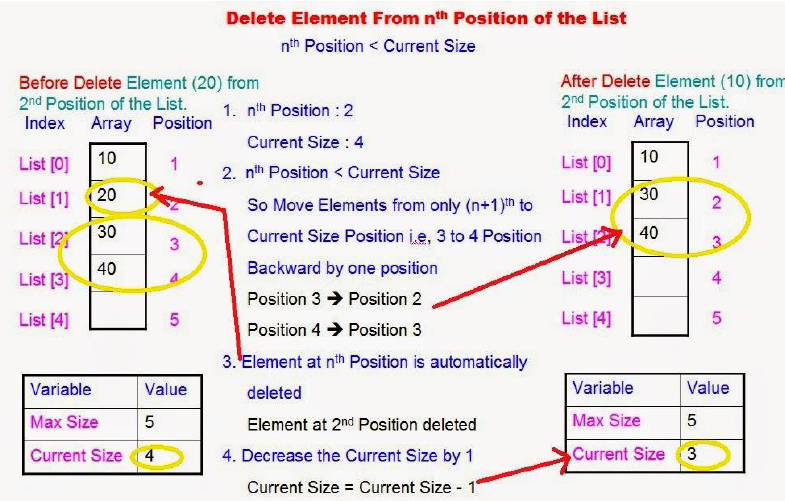 Delete Element From nth Position of the List
nth Position < Current Size
Before Delete Element (20) from
2nd Position of the List.
Index Array Position
List [0] 10 1
List [1] 20 2
List [2] 30 3
List [3] 40 4
List [4] 5
Variable Value
Max Size 5
Current Size 4
1. nth Position : 2
Current Size : 4
2. nth Position < Current Size
So Move Elements from only (n+1)th to
Current Size Position i.e, 3 to 4 Position
Backward by one position
Position 3 ➔ Position 2
Position 4 ➔ Position 3
3. Element at nth Position is automatically
deleted
Element at 2nd Position deleted
4. Decrease the Current Size by 1
Current Size = Current Size - 1
After Delete Element (10) from
2nd Position of the List.
Index Array Position
List [0] 10 1
List [1] 30 2
List [2] 40 3
List [3] 4
List [4] 5
Variable Value
Max Size 5
Current Size 3